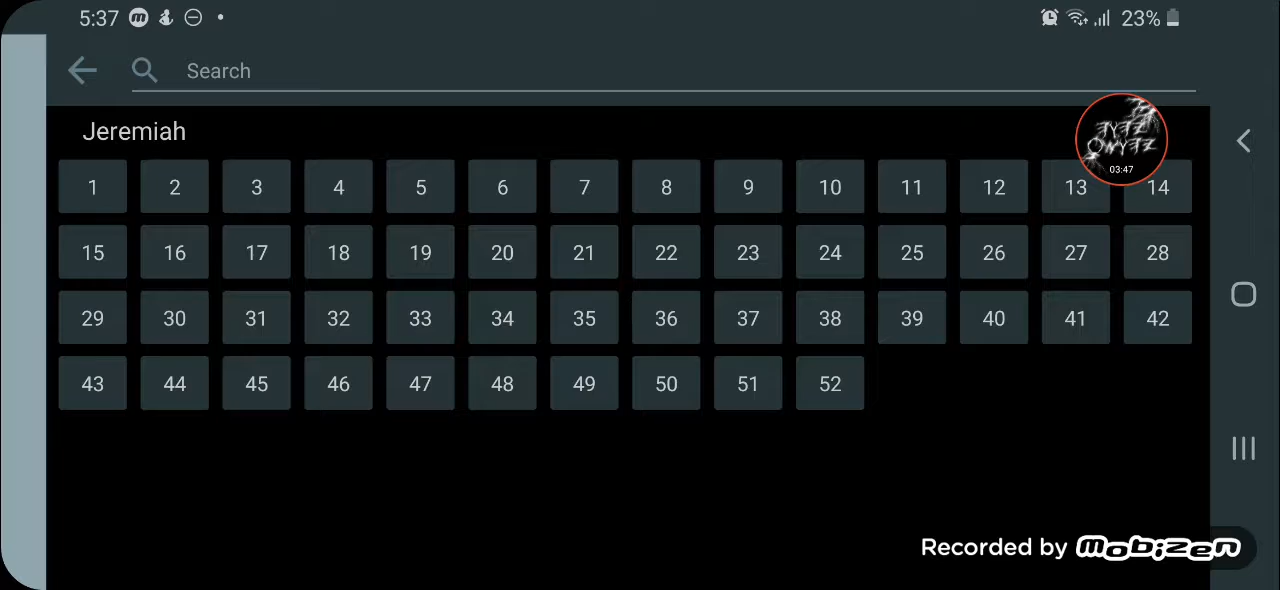 5:37
23%
Search
Jeremiah
03:47
1 2 3 4 5 6 7 8 9 10 11 12 13 14
15 16 17 18 19 20 21 22 23 24 25 26 27 28
29 30 31 32 33 34 35 36 37 38 39 40 41 42
43 44 45 46 47 48 49 50 51 52
Recorded by mobizen